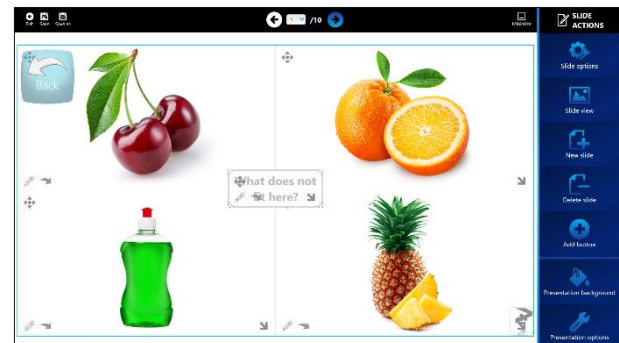 Exit Save Save as
/10
Minimize
SLIDE
ACTIONS
Back
Slide options
Slide view
What does not
fit here?
New slide
Delete slide
Add button
Presentation background
Presentation options